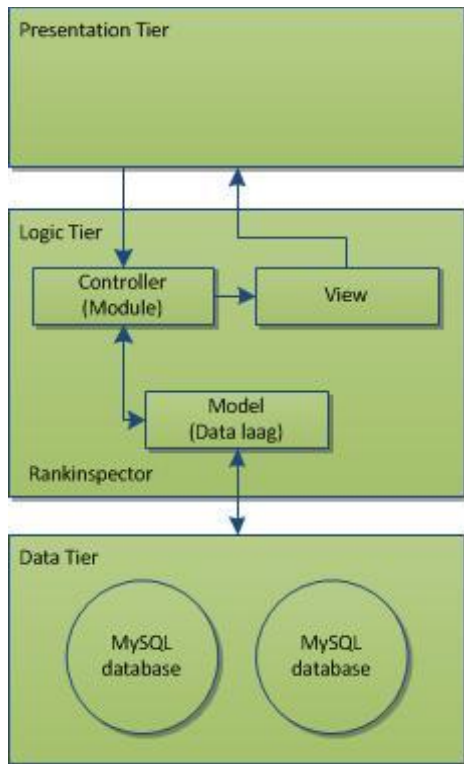 Presentation Tier
Logic Tier
Controller
(Module)
View
Model
(Data laag)
Rankinspector
Data Tier
MySQL
database
MySQL
database